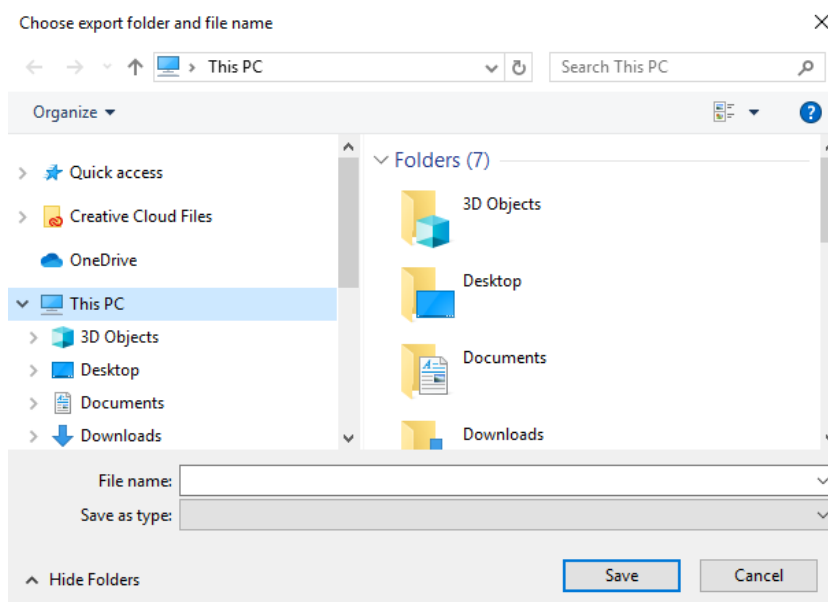 Choose export folder and file name
This PC
Search This PC
Organize
Quick access
Creative Cloud Files
OneDrive
This PC
3D Objects
Desktop
Documents
Downloads
Folders (7)
3D Objects
Desktop
Documents
Downloads
File name:
Save as type:
Hide Folders
Save
Cancel